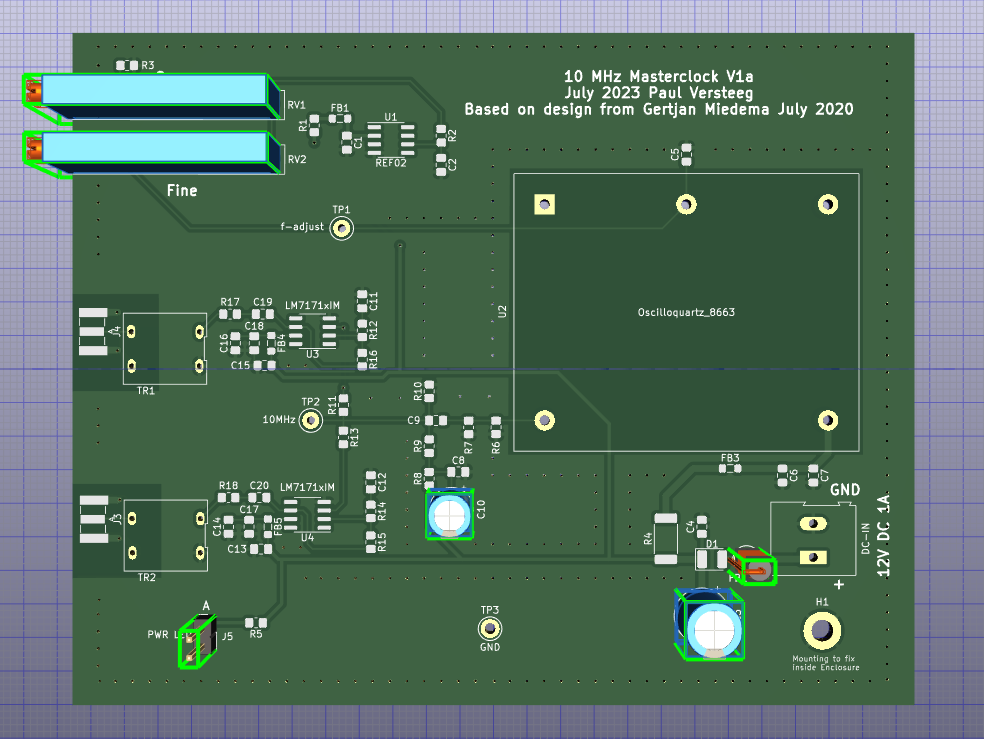 R3
10 MHz Masterclock V1a
July 2023 Paul Versteeg
Based on design from Gertjan Miedema July 2020
RV1
FB1
R1
C1
U1
REF02
R2
C2
RV2
C5
Fine
TP1
f-adjust
U2
Oscilloquartz_8663
R17
C19
LM7171xIM
C11
C18
C16
FB4
R12
U3
C15
R16
J4
A
TR1
R10
R11
TP2
10MHz
C9
R13
R7
R6
R9
C8
R8
C10
FB3
C6
C7
GND
R18
C20
LM7171xIM
C12
C17
C14
FB5
R14
U4
C13
R15
J3
A
TR2
R4
C4
D1
DC-IN
12V DC 1A
+
A
PWR
J5
R5
TP3
GND
H1
Mounting to fix
inside Enclosure